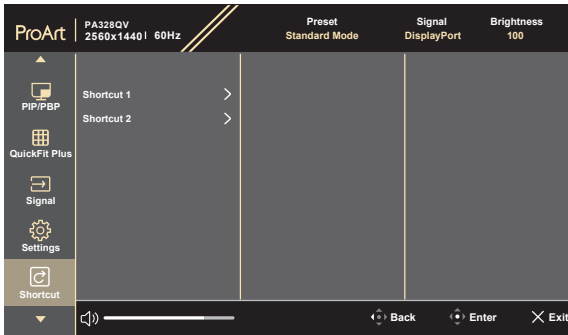 ProArt
PA328QV
2560x1440 60Hz
Preset
Standard Mode
Signal
DisplayPort
Brightness
100
PIP/PBP
QuickFit Plus
Signal
Settings
Shortcut
Shortcut 1
Shortcut 2
Back
Enter
Exit